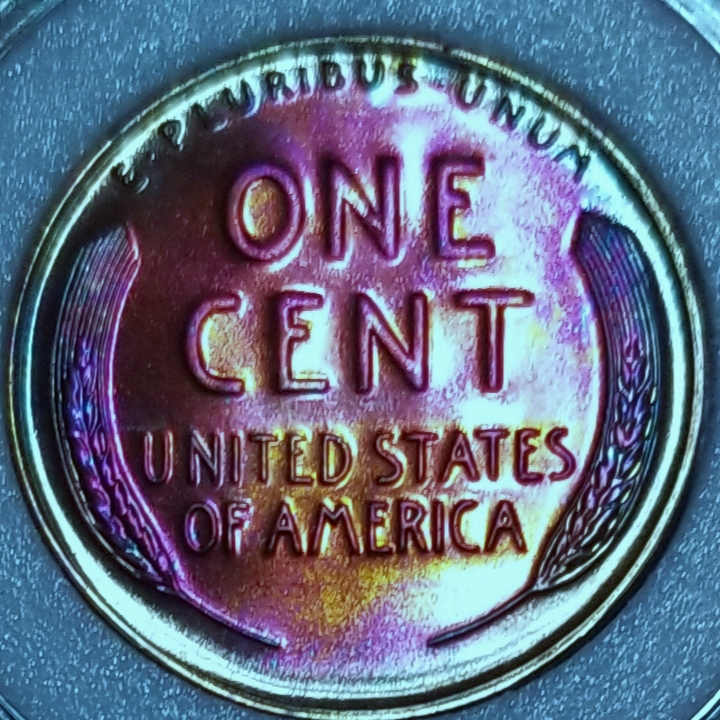 E·PLURIBUS·UNUM
ONE
CENT
UNITED STATES
OF AMERICA